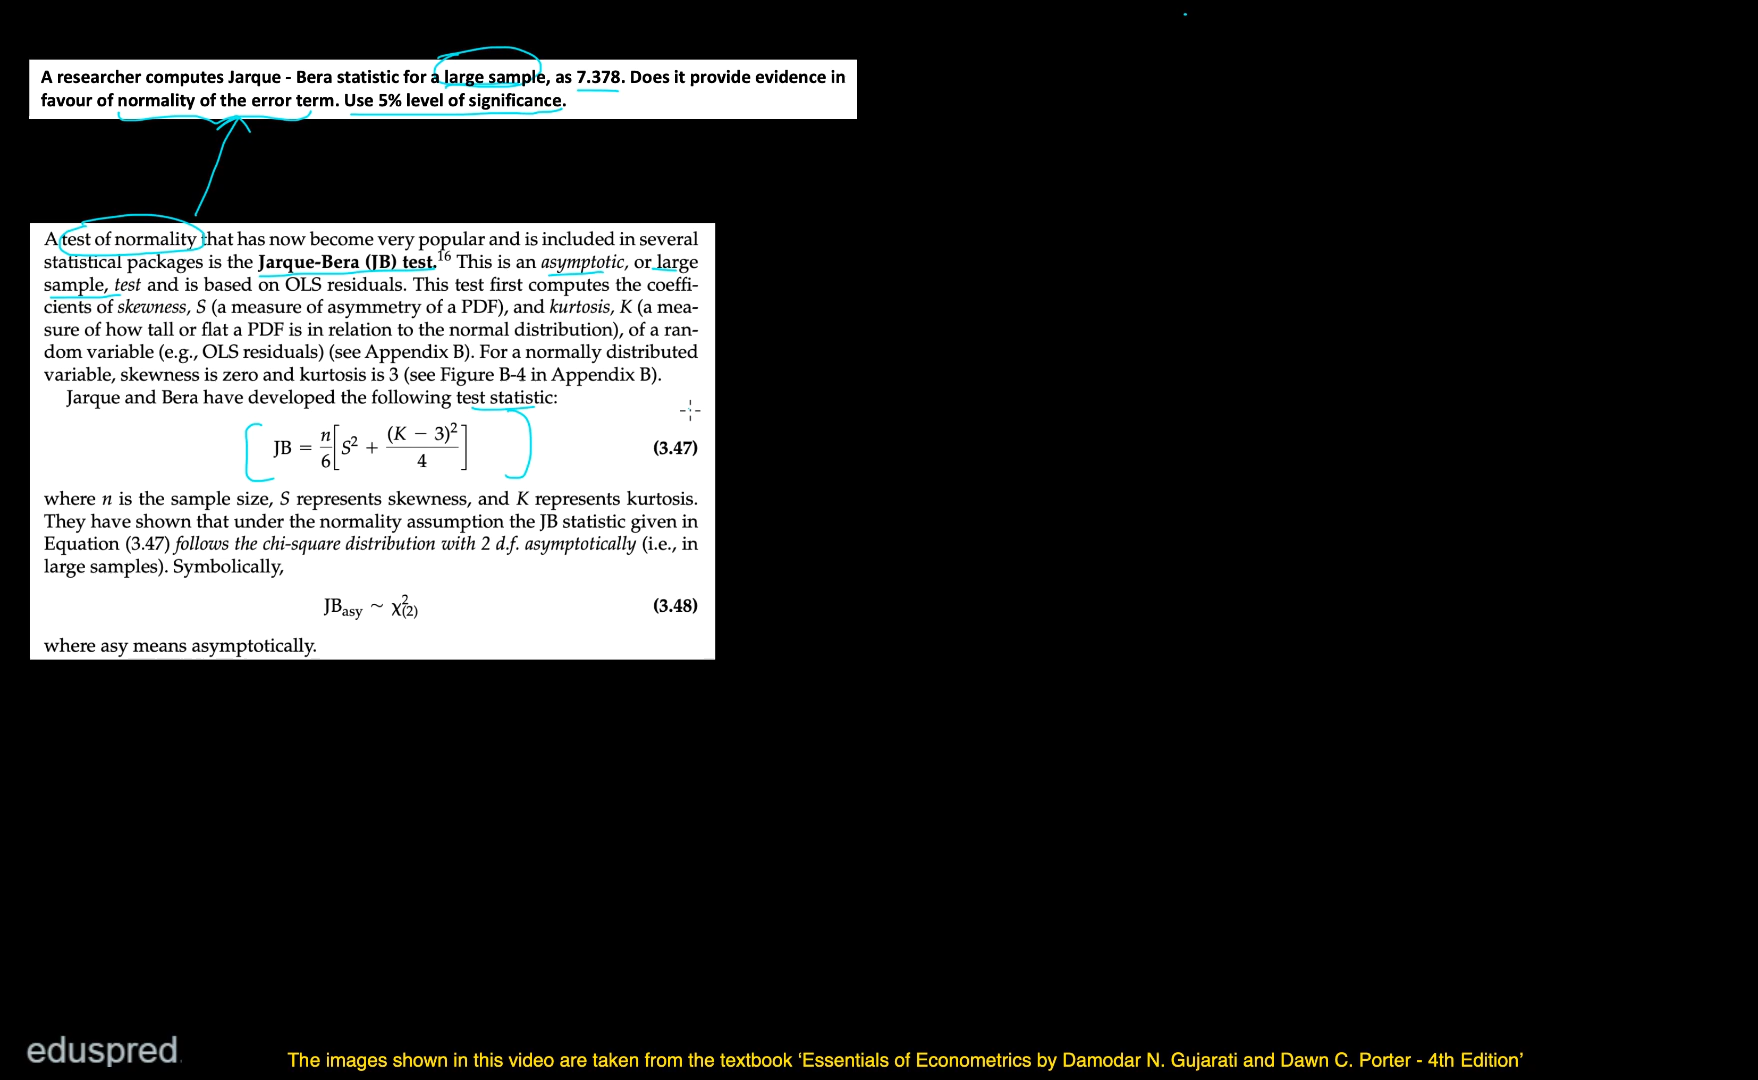 A researcher computes Jarque - Bera statistic for a large sample, as 7.378. Does it provide evidence in
favour of normality of the error term. Use 5% level of significance.
A test of normality that has now become very popular and is included in several
statistical packages is the Jarque-Bera (JB) test.16 This is an asymptotic, or large
sample, test and is based on OLS residuals. This test first computes the coeffi-
cients of skewness, S (a measure of asymmetry of a PDF), and kurtosis, K (a mea-
sure of how tall or flat a PDF is in relation to the normal distribution), of a ran-
dom variable (e.g., OLS residuals) (see Appendix B). For a normally distributed
variable, skewness is zero and kurtosis is 3 (see Figure B-4 in Appendix B).
Jarque and Bera have developed the following test statistic:
JB = n/6[S² + (K − 3)²/4] (3.47)
where n is the sample size, S represents skewness, and K represents kurtosis.
They have shown that under the normality assumption the JB statistic given in
Equation (3.47) follows the chi-square distribution with 2 d.f. asymptotically (i.e., in
large samples). Symbolically,
JBasy ~ χ²(2) (3.48)
where asy means asymptotically.
eduspred
The images shown in this video are taken from the textbook ‘Essentials of Econometrics by Damodar N. Gujarati and Dawn C. Porter - 4th Edition’